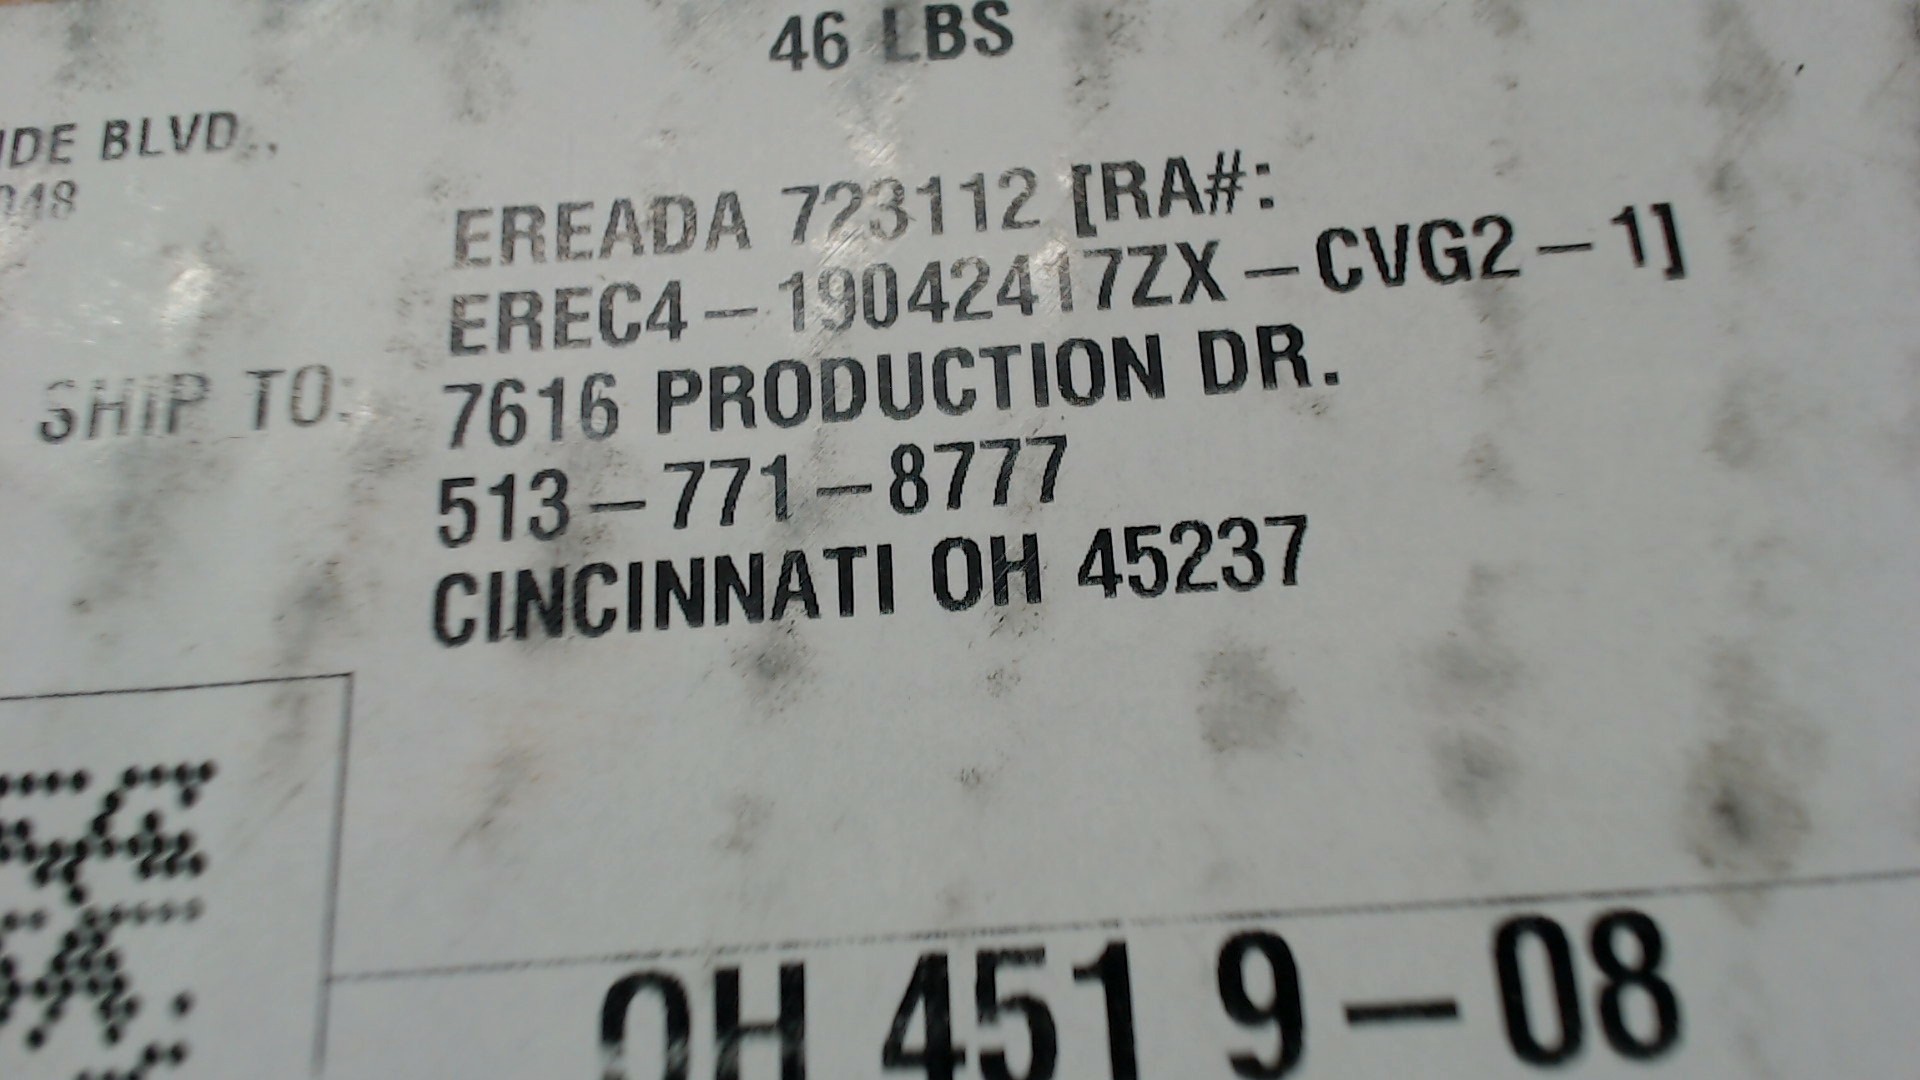 46 LBS
BLVD.,
EREADA 723112 [RA#:
EREC4-19042417ZX-CVG2-1]
SHIP TO: 7616 PRODUCTION DR.
513-771-8777
CINCINNATI OH 45237
OH 451 9-08